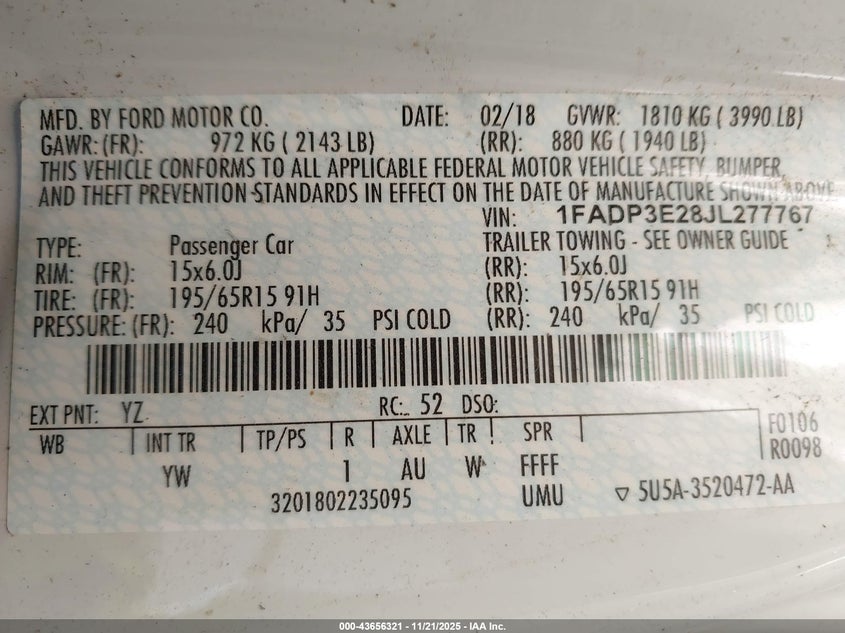 MFD. BY FORD MOTOR CO. DATE: 02/18 GVWR: 1810 KG ( 3990 LB)
GAWR: (FR): 972 KG ( 2143 LB) (RR): 880 KG ( 1940 LB)
THIS VEHICLE CONFORMS TO ALL APPLICABLE FEDERAL MOTOR VEHICLE SAFETY, BUMPER,
AND THEFT PREVENTION STANDARDS IN EFFECT ON THE DATE OF MANUFACTURE SHOWN ABOVE
VIN: 1FADP3E28JL277767
TYPE: Passenger Car TRAILER TOWING - SEE OWNER GUIDE
RIM: (FR): 15x6.0J (RR): 15x6.0J
TIRE: (FR): 195/65R15 91H (RR): 195/65R15 91H
PRESSURE: (FR): 240 kPa/ 35 PSI COLD (RR): 240 kPa/ 35 PSI COLD
EXT PNT: YZ RC: 52 DSO:
WB INT TR TP/PS R AXLE TR SPR F0106
YW 1 AU W FFFF R0098
3201802235095 UMU ▽ 5U5A-3520472-AA
000-43656321 - 11/21/2025 - IAA Inc.